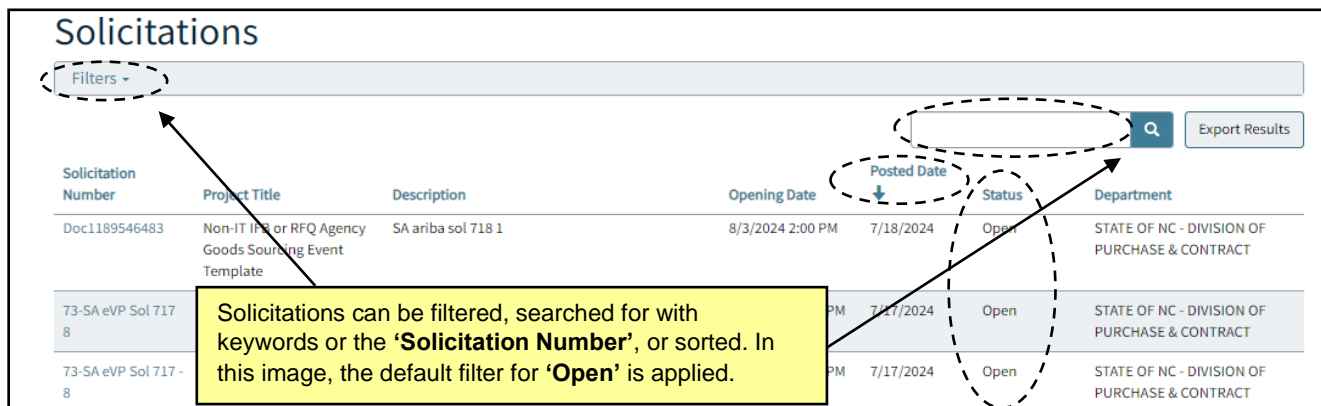 Solicitations
Filters
Export Results
Solicitation
Number
Project Title
Description
Opening Date
Posted Date
Status
Department
Doc1189546483
Non-IT IFB or RFQ Agency
Goods Sourcing Event
Template
SA ariba sol 718 1
8/3/2024 2:00 PM
7/18/2024
Open
STATE OF NC - DIVISION OF
PURCHASE & CONTRACT
73-SA eVP Sol 717
8
PM
7/17/2024
Open
STATE OF NC - DIVISION OF
PURCHASE & CONTRACT
73-SA eVP Sol 717 -
8
PM
7/17/2024
Open
STATE OF NC - DIVISION OF
PURCHASE & CONTRACT
Solicitations can be filtered, searched for with
keywords or the ‘Solicitation Number’, or sorted. In
this image, the default filter for ‘Open’ is applied.